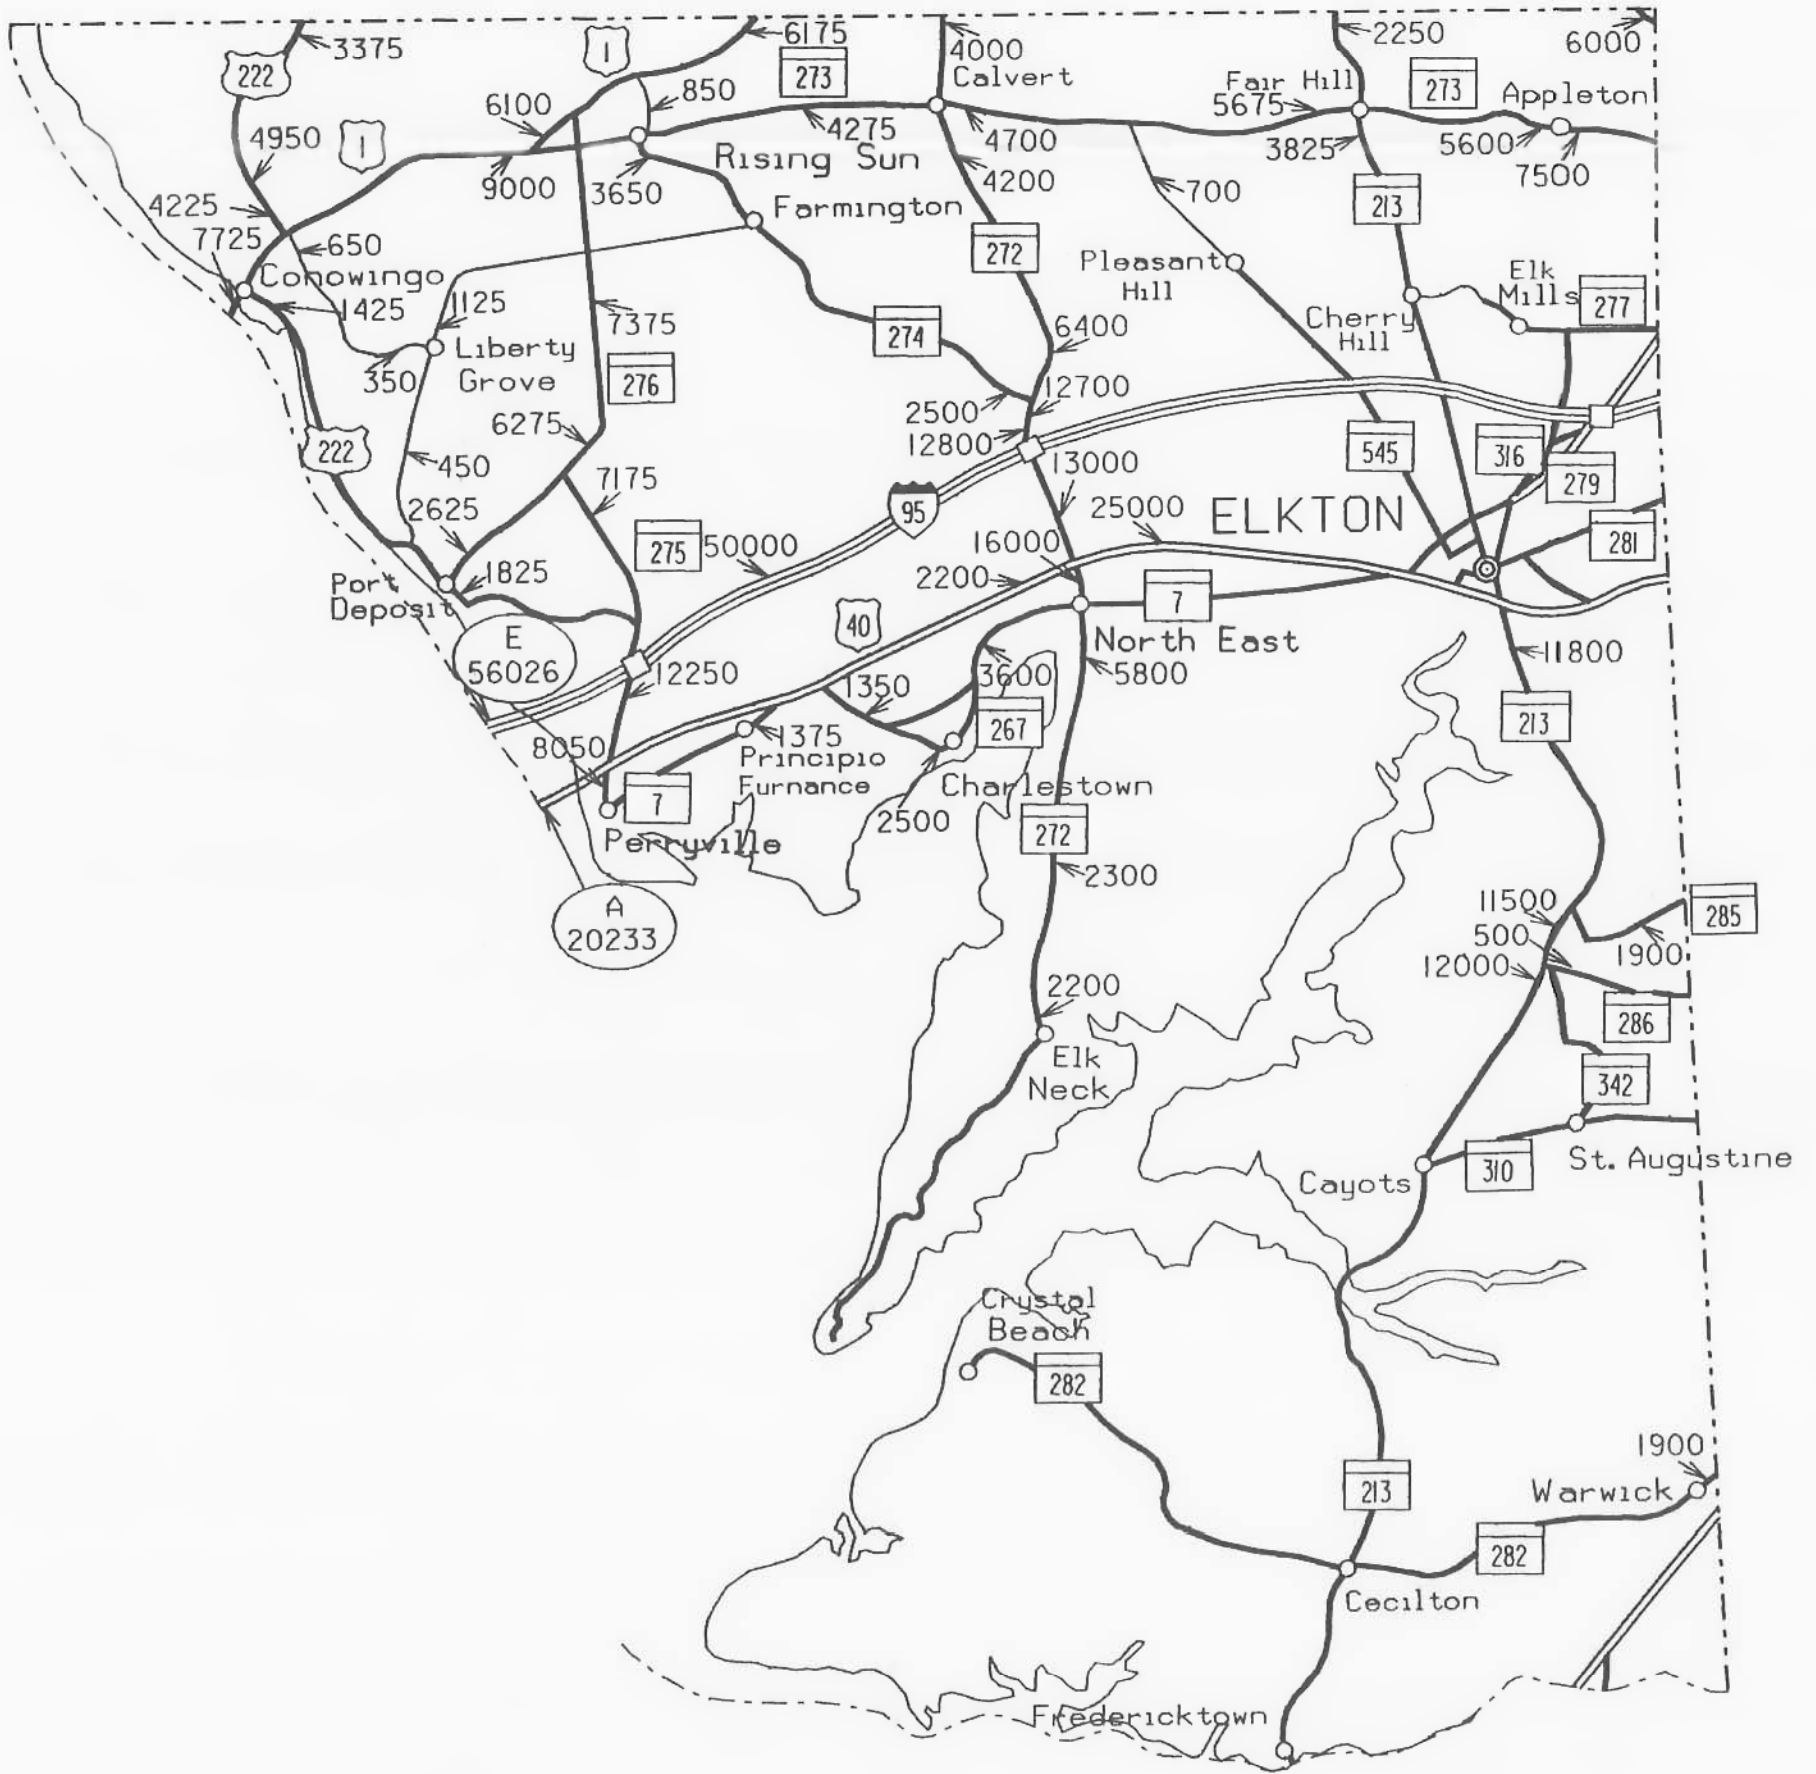 3375
6175
4000
2250
6000
222
1
273
Calvert
Fair Hill
273
Appleton
850
6100
5675
4950
1
4275
4700
3825
5600
7500
Rising Sun
9000
3650
4200
700
213
4225
Farmington
7725
650
272
Conowingo
Pleasant
Hill
Elk
Mills
277
1425
1125
7375
6400
Cherry
Hill
274
350
Liberty
Grove
276
12700
2500
6275
12800
222
450
7175
13000
545
316
279
95
25000
ELKTON
2625
275
50000
16000
281
1825
2200
7
Port
Deposit
40
E
56026
North East
12250
1350
3600
5800
11800
267
213
8050
1375
Principio
Furnance
7
Charlestown
2500
272
Perryville
2300
A
20233
11500
285
500
1900
12000
2200
286
Elk
Neck
342
Cayots
310
St. Augustine
Crystal
Beach
282
1900
213
Warwick
282
Cecilton
Fredericktown